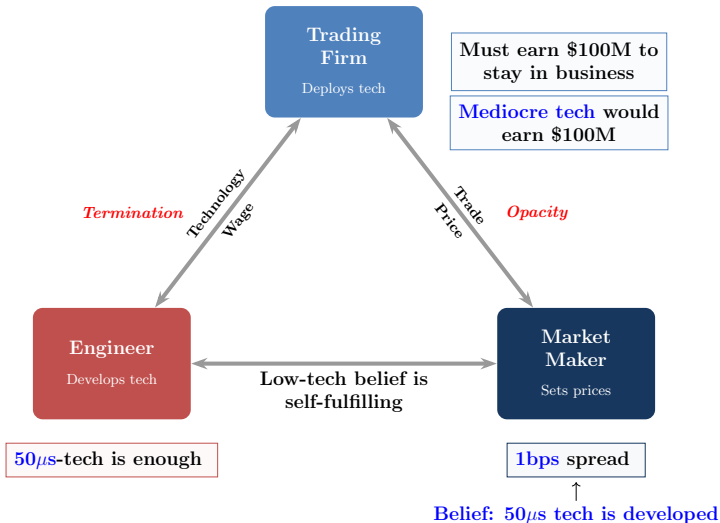 Trading
Firm
Deploys tech
Must earn $100M to
stay in business
Mediocre tech would
earn $100M
Termination
Technology
Wage
Trade
Price
Opacity
Engineer
Develops tech
Low-tech belief is
self-fulfilling
Market
Maker
Sets prices
50μs-tech is enough
1bps spread
↑
Belief: 50μs tech is developed